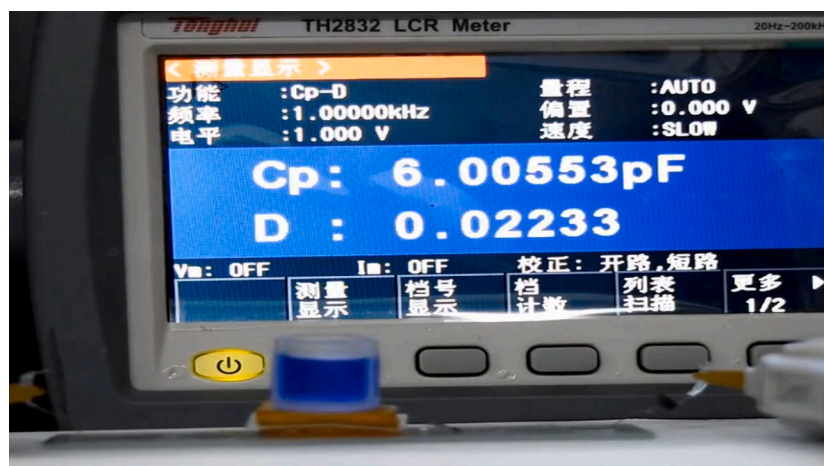 Tonghui TH2832 LCR Meter 20Hz-200kH
< 测量显示 >
功能 :Cp-D 量程 :AUTO
频率 :1.00000kHz 偏置 :0.000 V
电平 :1.000 V 速度 :SLOW
Cp: 6.00553pF
D : 0.02233
Vm: OFF Im: OFF 校正: 开路,短路
测量显示 档号显示 档计数 列表扫描 更多 1/2